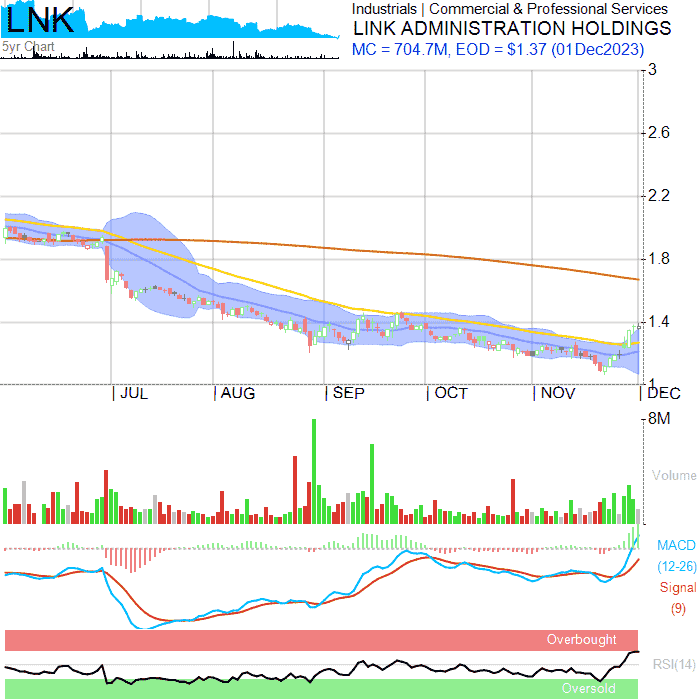 LNK
5yr Chart
Industrials | Commercial & Professional Services
LINK ADMINISTRATION HOLDINGS
MC = 704.7M, EOD = $1.37 (01Dec2023)
3
2.6
2.2
1.8
1.4
1
JUL
AUG
SEP
OCT
NOV
DEC
8M
Volume
MACD
(12-26)
Signal
(9)
Overbought
RSI(14)
Oversold